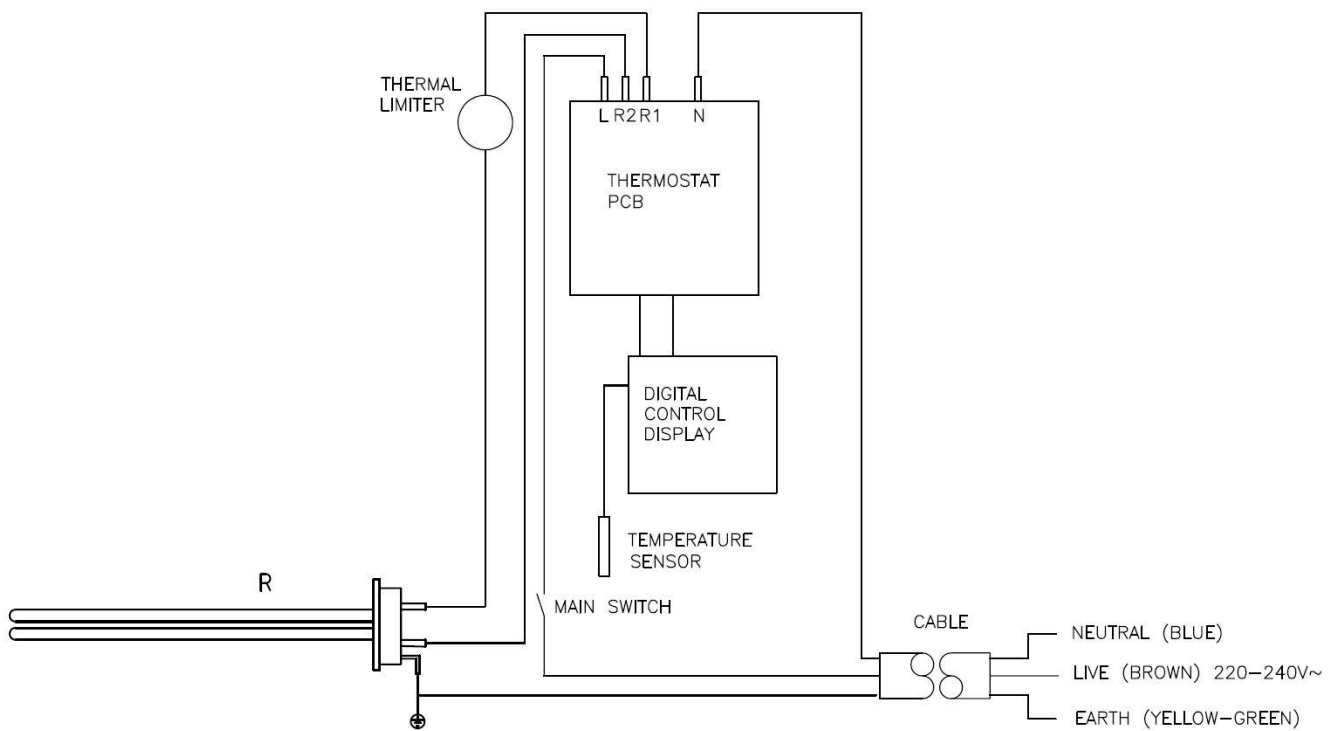 THERMAL
LIMITER
L R2 R1 N
THERMOSTAT
PCB
DIGITAL
CONTROL
DISPLAY
TEMPERATURE
SENSOR
R
MAIN SWITCH
CABLE
NEUTRAL (BLUE)
LIVE (BROWN) 220-240V~
EARTH (YELLOW-GREEN)